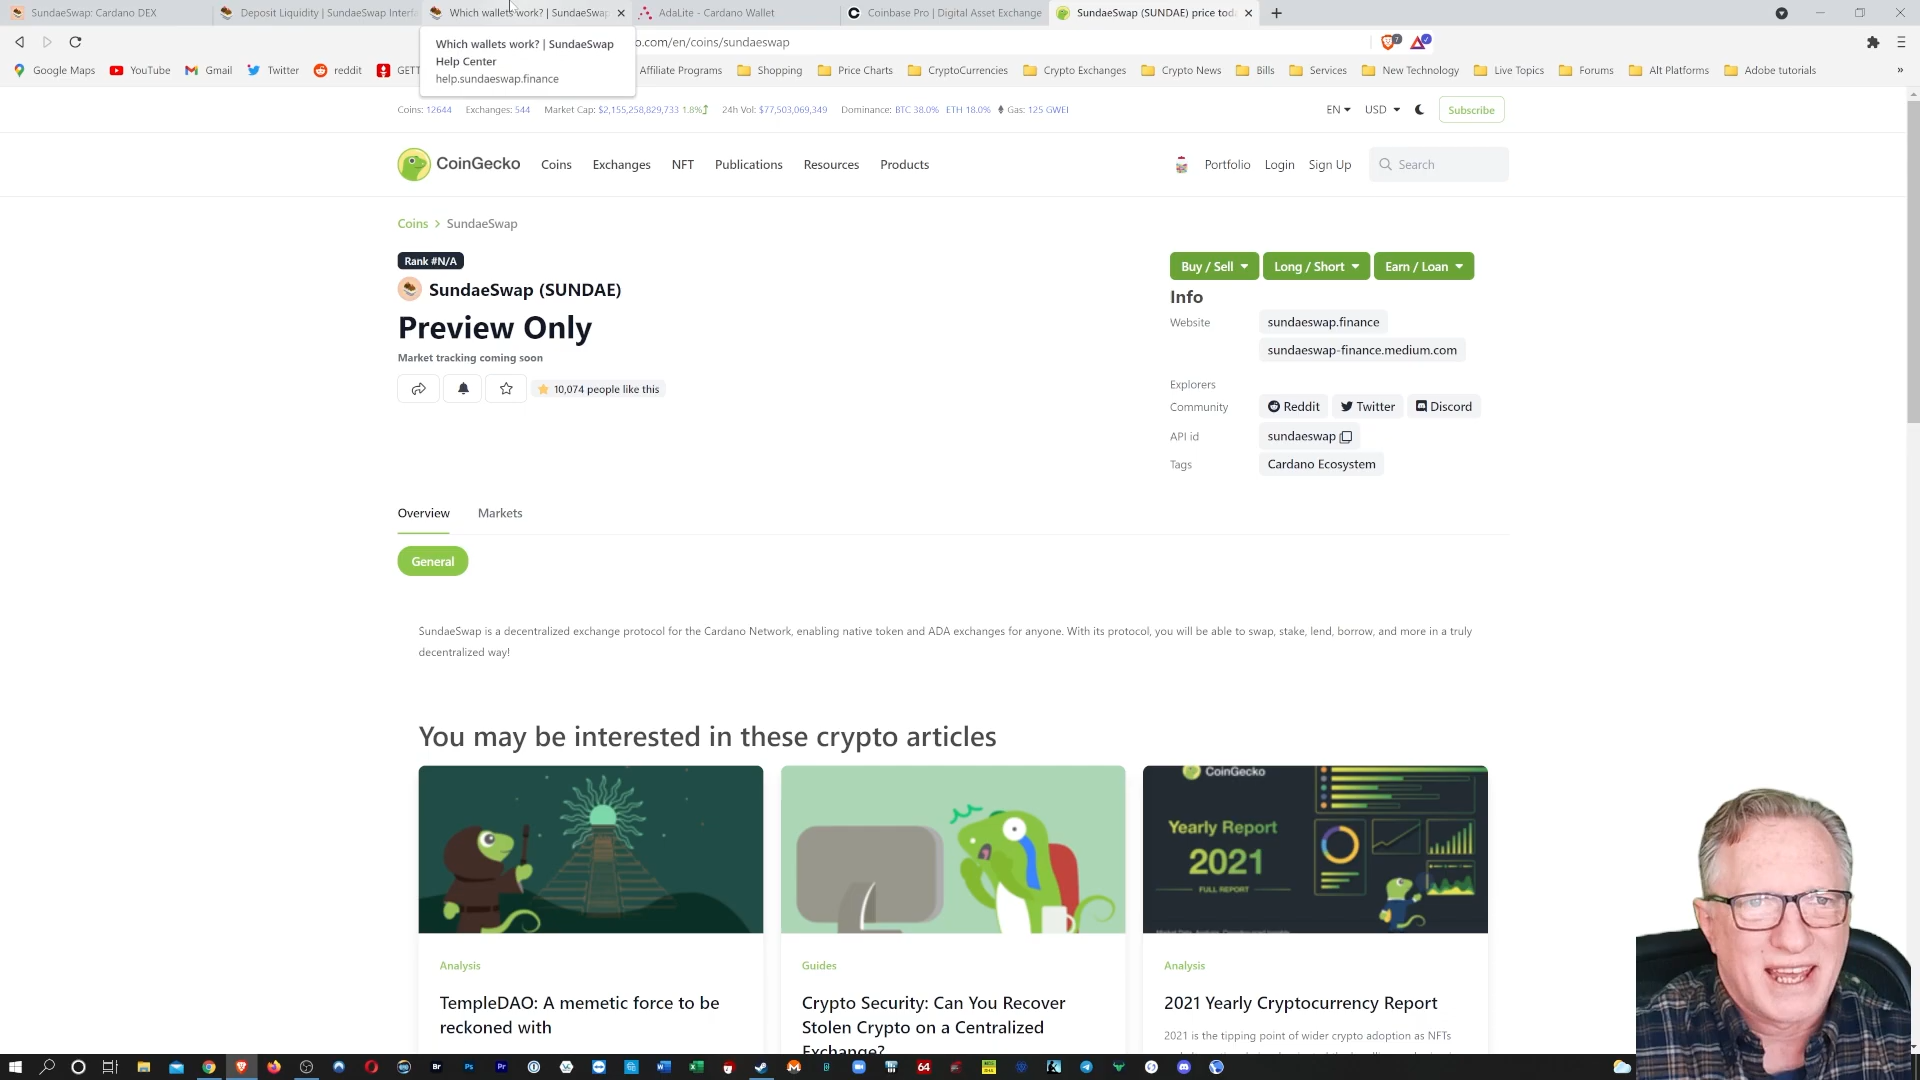 SundaeSwap: Cardano DEX
Deposit Liquidity | SundaeSwap Interfa
Which wallets work? | SundaeSwap
AdaLite - Cardano Wallet
Coinbase Pro | Digital Asset Exchange
SundaeSwap (SUNDAE) price toda
Which wallets work? | SundaeSwap
Help Center
help.sundaeswap.finance
o.com/en/coins/sundaeswap
Google Maps YouTube Gmail Twitter reddit GETT Affiliate Programs Shopping Price Charts CryptoCurrencies Crypto Exchanges Crypto News Bills Services New Technology Live Topics Forums Alt Platforms Adobe tutorials »
Coins: 12644 Exchanges: 544 Market Cap: $2,155,258,829,733 1.8% 24h Vol: $77,503,069,349 Dominance: BTC 38.0% ETH 18.0% Gas: 125 GWEI
EN USD Subscribe
CoinGecko Coins Exchanges NFT Publications Resources Products Portfolio Login Sign Up Search
Coins > SundaeSwap
Rank #N/A
SundaeSwap (SUNDAE)
Preview Only
Market tracking coming soon
10,074 people like this
Buy / Sell Long / Short Earn / Loan
Info
Website sundaeswap.finance
sundaeswap-finance.medium.com
Explorers
Community Reddit Twitter Discord
API id sundaeswap
Tags Cardano Ecosystem
Overview Markets
General
SundaeSwap is a decentralized exchange protocol for the Cardano Network, enabling native token and ADA exchanges for anyone. With its protocol, you will be able to swap, stake, lend, borrow, and more in a truly
decentralized way!
You may be interested in these crypto articles
CoinGecko
Yearly Report
2021
FULL REPORT
Analysis
TempleDAO: A memetic force to be
reckoned with
Guides
Crypto Security: Can You Recover
Stolen Crypto on a Centralized
Exchange?
Analysis
2021 Yearly Cryptocurrency Report
2021 is the tipping point of wider crypto adoption as NFTs
Br Ps Pr 64